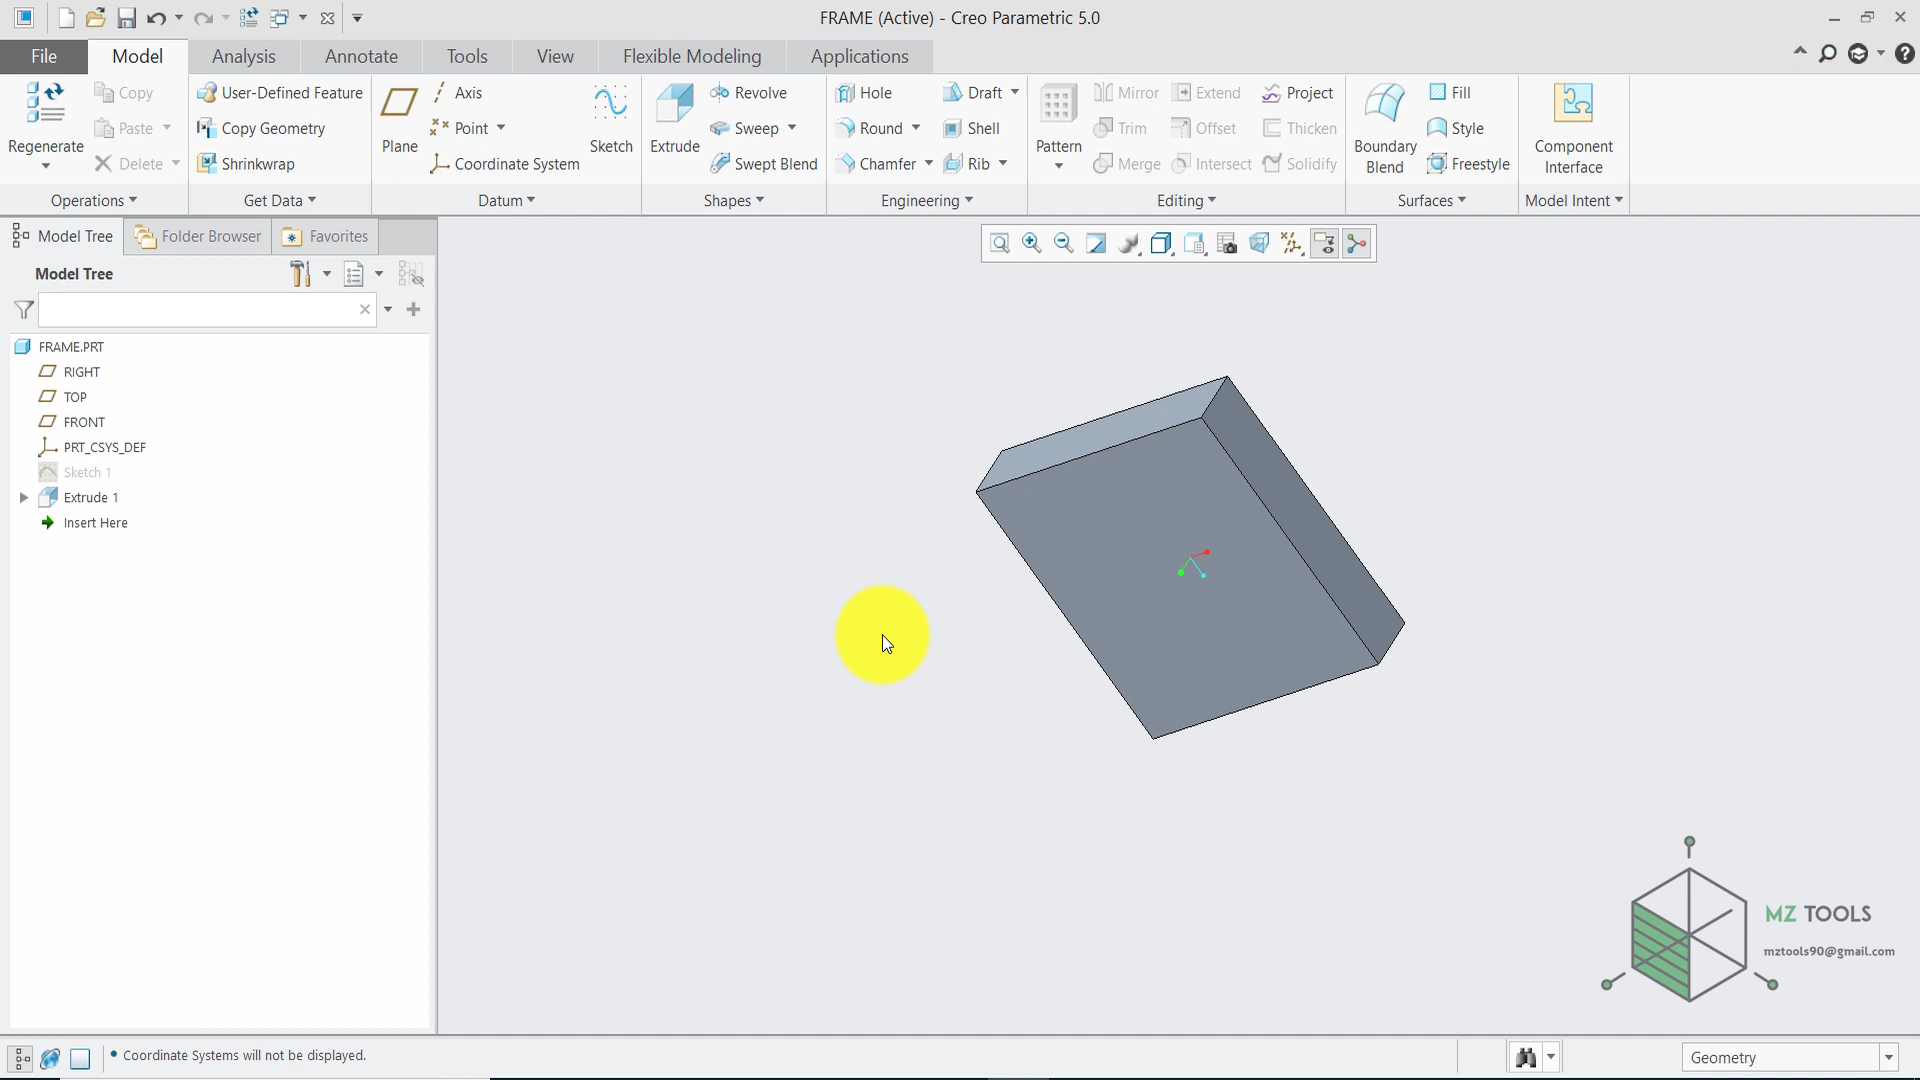 FRAME (Active) - Creo Parametric 5.0
File Model Analysis Annotate Tools View Flexible Modeling Applications
Regenerate
Copy
Paste
Delete
Operations
User-Defined Feature
Copy Geometry
Shrinkwrap
Get Data
Plane
Axis
Point
Coordinate System
Sketch
Datum
Extrude
Revolve
Sweep
Swept Blend
Shapes
Hole
Round
Chamfer
Draft
Shell
Rib
Engineering
Pattern
Mirror
Trim
Merge
Extend
Offset
Intersect
Project
Thicken
Solidify
Editing
Boundary
Blend
Fill
Style
Freestyle
Surfaces
Component
Interface
Model Intent
Model Tree Folder Browser Favorites
Model Tree
FRAME.PRT
RIGHT
TOP
FRONT
PRT_CSYS_DEF
Sketch 1
Extrude 1
Insert Here
MZ TOOLS
mztools90@gmail.com
Coordinate Systems will not be displayed.
Geometry